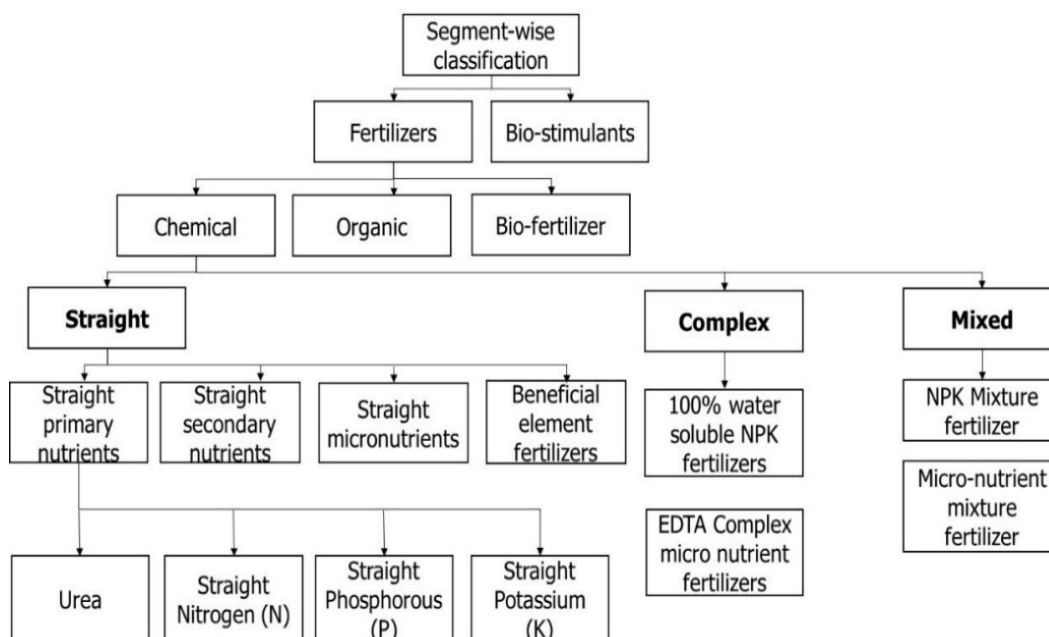 Segment-wise
classification
Fertilizers
Bio-stimulants
Chemical
Organic
Bio-fertilizer
Straight
Complex
Mixed
Straight
primary
nutrients
Straight
secondary
nutrients
Straight
micronutrients
Beneficial
element
fertilizers
100% water
soluble NPK
fertilizers
NPK Mixture
fertilizer
EDTA Complex
micro nutrient
fertilizers
Micro-nutrient
mixture
fertilizer
Urea
Straight
Nitrogen (N)
Straight
Phosphorous
(P)
Straight
Potassium
(K)